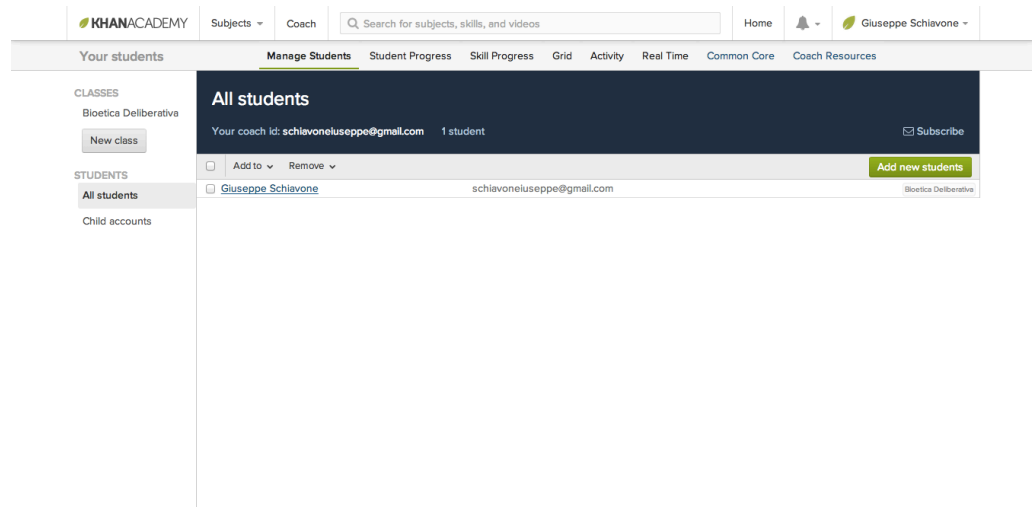 KHANACADEMY Subjects Coach Search for subjects, skills, and videos Home Giuseppe Schiavone
Your students Manage Students Student Progress Skill Progress Grid Activity Real Time Common Core Coach Resources
CLASSES
Bioetica Deliberativa
New class
STUDENTS
All students
Child accounts
All students
Your coach id: schiavoneiuseppe@gmail.com 1 student Subscribe
Add to Remove Add new students
Giuseppe Schiavone schiavoneiuseppe@gmail.com Bioetica Deliberativa